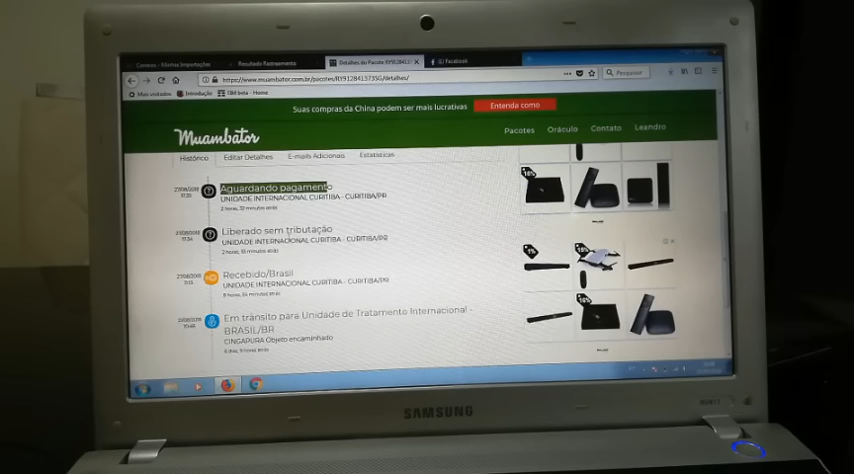 Correios - Minhas Importações
Resultado Rastreamento
Detalhes do Pacote
Facebook
https://www.muambator.com.br/pacotes/RY912841373SG/detalhes/
Pesquisar
Mais visitados
Introdução
Home
Suas compras da China podem ser mais lucrativas
Entenda como
Muambator
Pacotes
Oráculo
Contato
Leandro
Histórico
Editar Detalhes
E-mails Adicionais
Estatísticas
Aguardando pagamento
UNIDADE INTERNACIONAL CURITIBA - CURITIBA/PR
Liberado sem tributação
UNIDADE INTERNACIONAL CURITIBA - CURITIBA/PR
Recebido/Brasil
UNIDADE INTERNACIONAL CURITIBA - CURITIBA/PR
Em trânsito para Unidade de Tratamento Internacional -
BRASIL/BR
CINGAPURA Objeto encaminhado
SAMSUNG